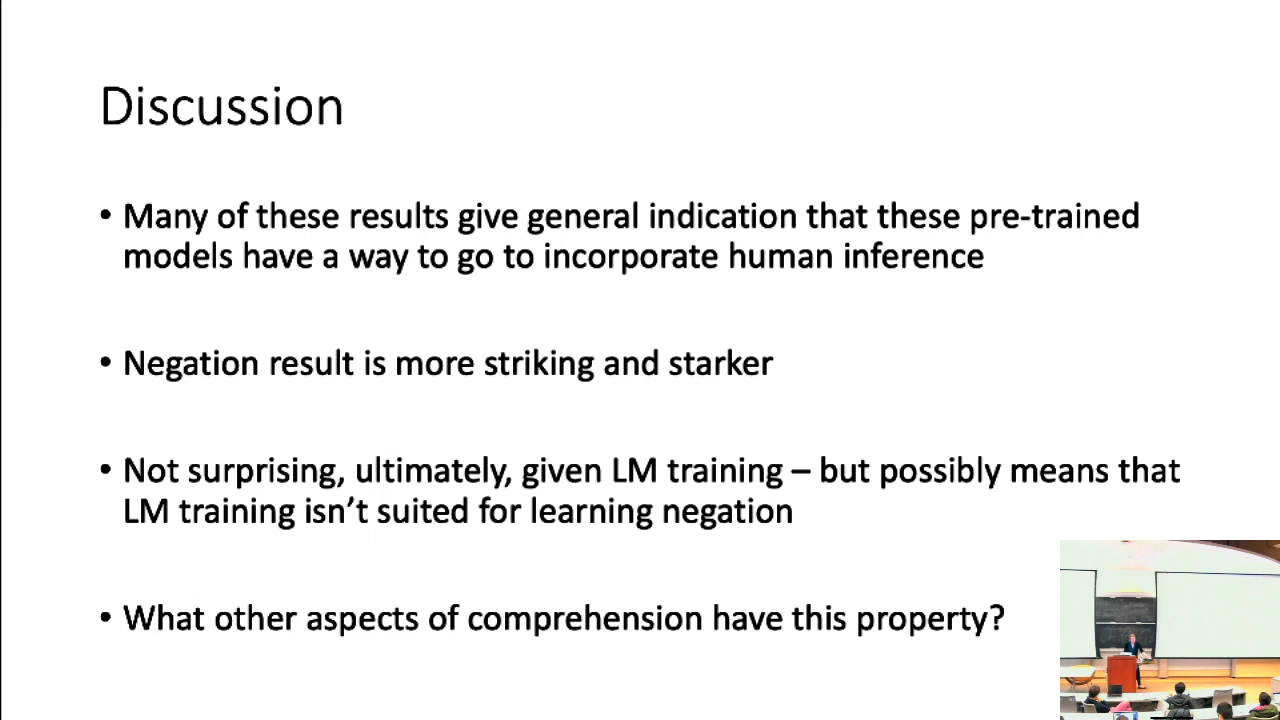 Discussion
• Many of these results give general indication that these pre-trained
models have a way to go to incorporate human inference
• Negation result is more striking and starker
• Not surprising, ultimately, given LM training – but possibly means that
LM training isn’t suited for learning negation
• What other aspects of comprehension have this property?